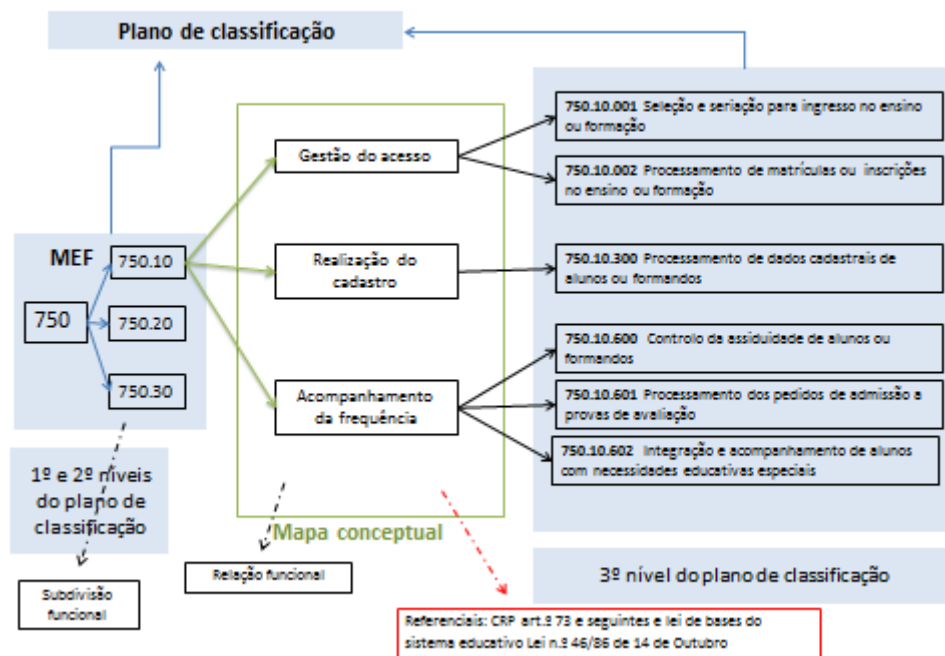 Plano de classificação
MEF
750
750.10
750.20
750.30
1º e 2º níveis
do plano de
classificação
Subdivisão
funcional
Gestão do acesso
Realização do
cadastro
Acompanhamento
da frequência
Mapa conceptual
Relação funcional
750.10.001 Seleção e seriação para ingresso no ensino
ou formação
750.10.002 Processamento de matrículas ou inscrições
no ensino ou formação
750.10.300 Processamento de dados cadastrais de
alunos ou formandos
750.10.600 Controlo da assiduidade de alunos ou
formandos
750.10.601 Processamento dos pedidos de admissão a
provas de avaliação
750.10.602 Integração e acompanhamento de alunos
com necessidades educativas especiais
3º nível do plano de classificação
Referenciais: CRP art.º 73 e seguintes e lei de bases do
sistema educativo Lei n.º 46/86 de 14 de Outubro